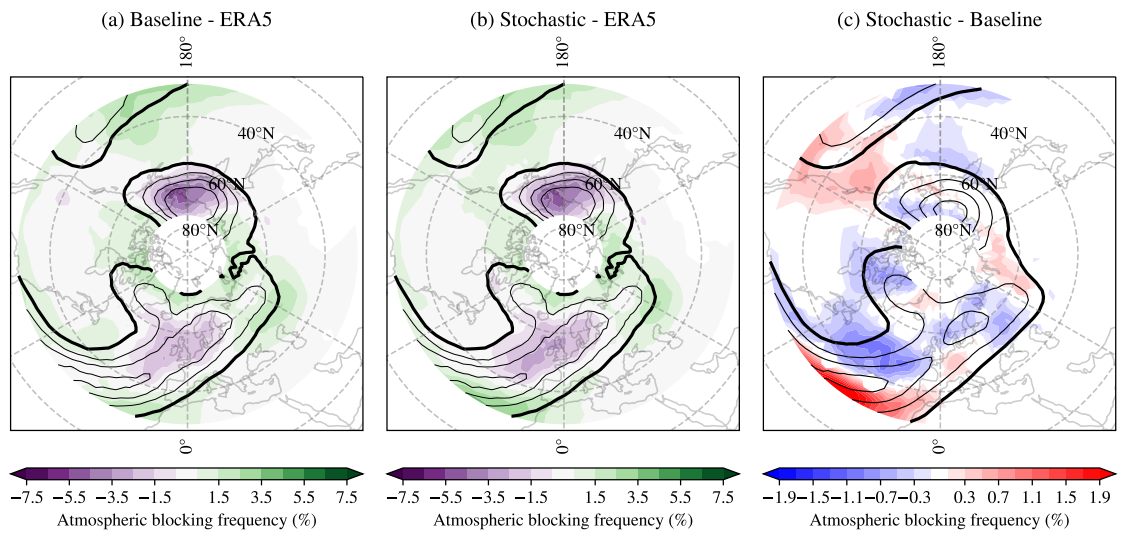 (a) Baseline - ERA5
(b) Stochastic - ERA5
(c) Stochastic - Baseline
180°
180°
180°
40°N
60°N
80°N
40°N
60°N
80°N
40°N
60°N
80°N
0°
0°
0°
−7.5 −5.5 −3.5 −1.5 1.5 3.5 5.5 7.5
−7.5 −5.5 −3.5 −1.5 1.5 3.5 5.5 7.5
−1.9 −1.5 −1.1 −0.7 −0.3 0.3 0.7 1.1 1.5 1.9
Atmospheric blocking frequency (%)
Atmospheric blocking frequency (%)
Atmospheric blocking frequency (%)